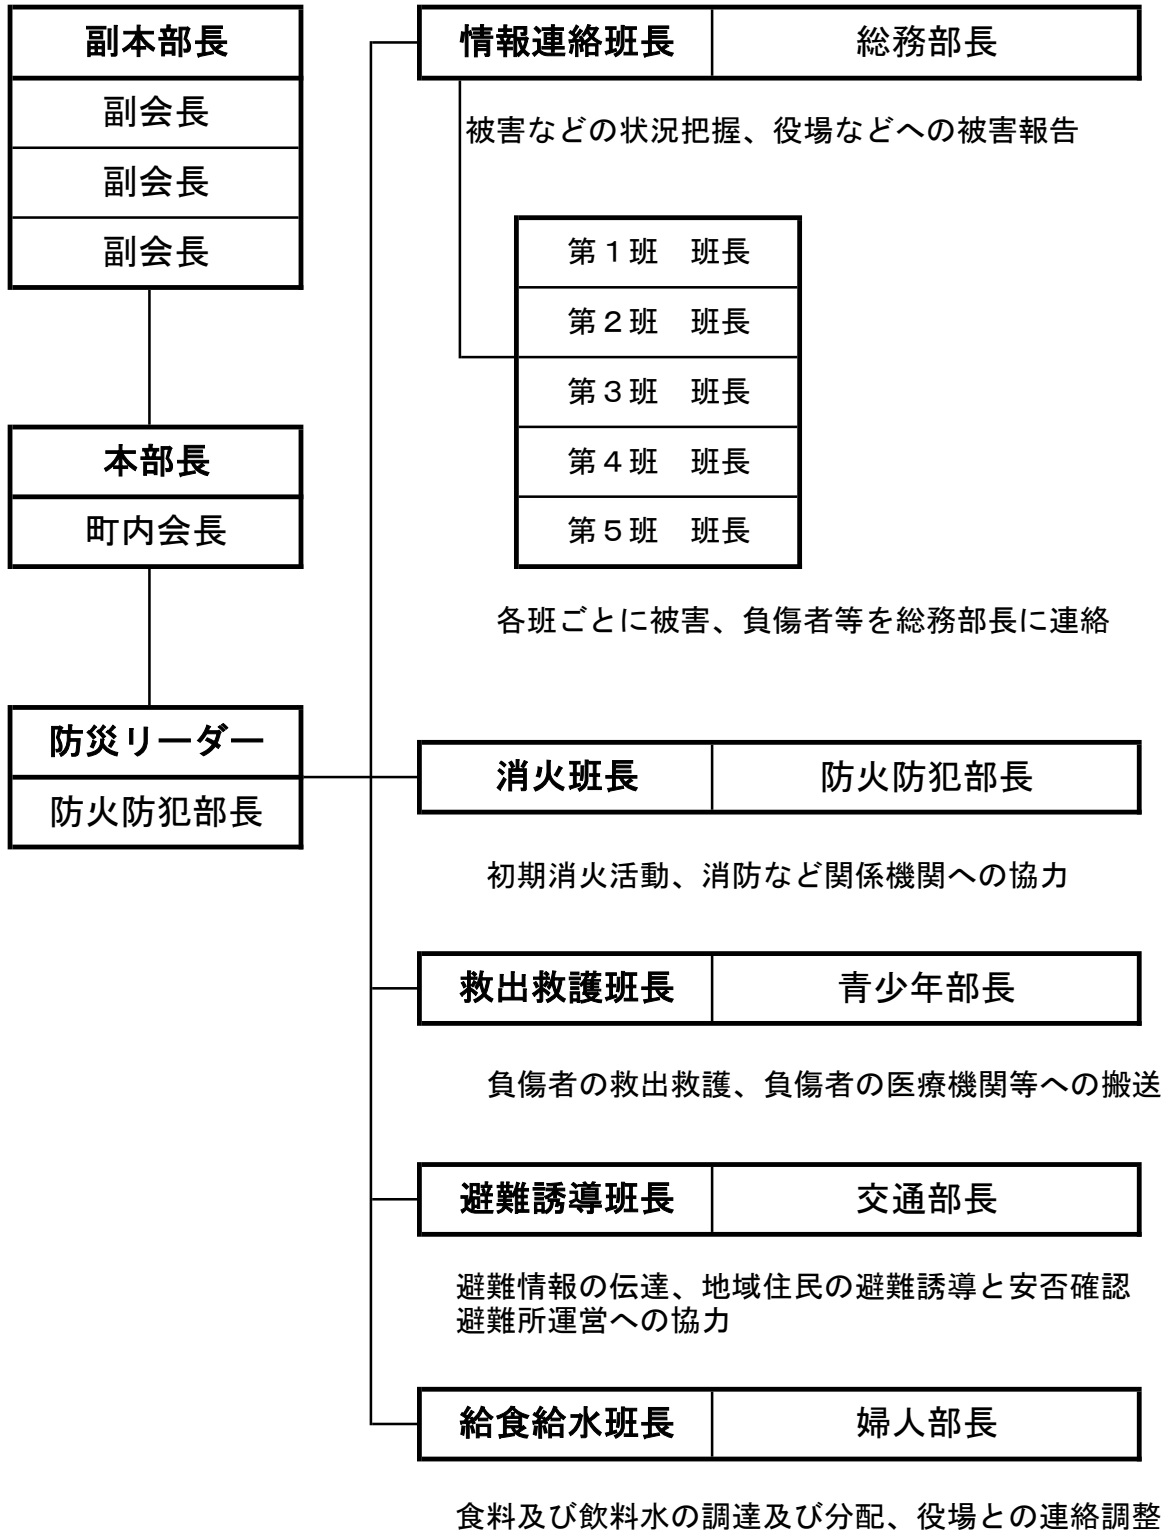 副本部長
副会長
副会長
副会長
本部長
町内会長
防災リーダー
防火防犯部長
情報連絡班長 総務部長
被害などの状況把握、役場などへの被害報告
第１班　班長
第２班　班長
第３班　班長
第４班　班長
第５班　班長
各班ごとに被害、負傷者等を総務部長に連絡
消火班長 防火防犯部長
初期消火活動、消防など関係機関への協力
救出救護班長 青少年部長
負傷者の救出救護、負傷者の医療機関等への搬送
避難誘導班長 交通部長
避難情報の伝達、地域住民の避難誘導と安否確認
避難所運営への協力
給食給水班長 婦人部長
食料及び飲料水の調達及び分配、役場との連絡調整